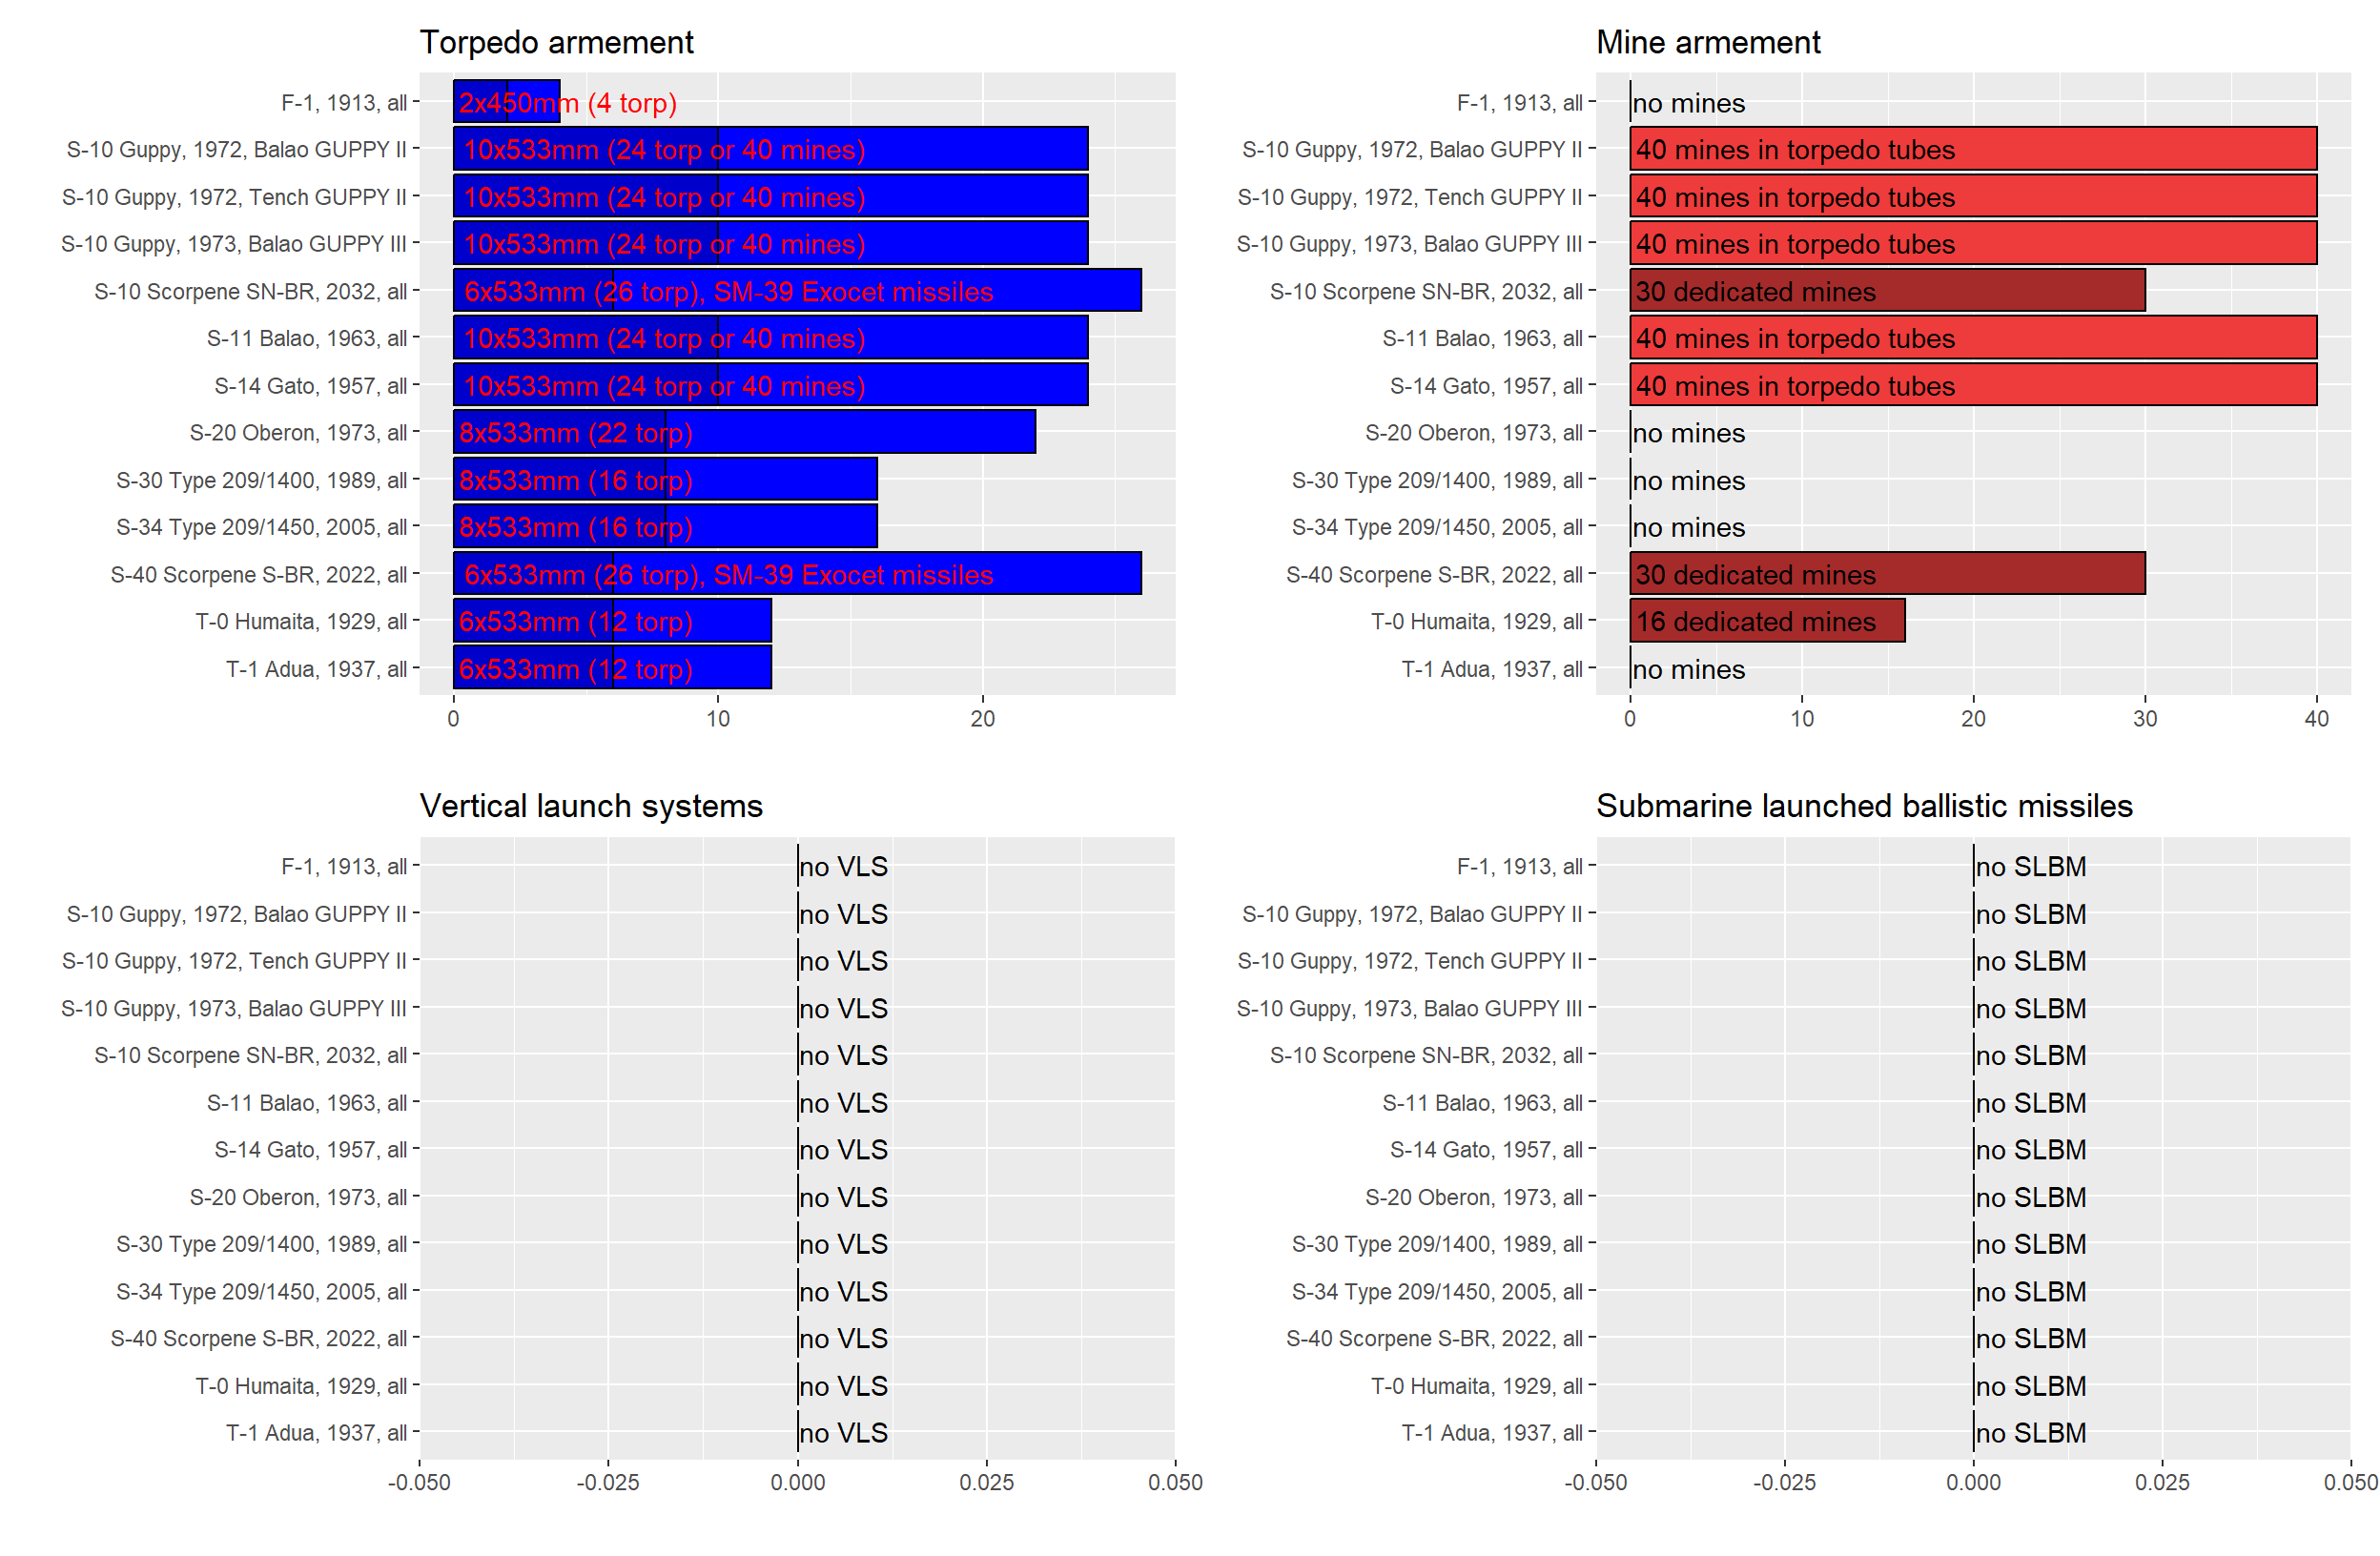 Torpedo armement
F-1, 1913, all
2x450mm (4 torp)
S-10 Guppy, 1972, Balao GUPPY II
10x533mm (24 torp or 40 mines)
S-10 Guppy, 1972, Tench GUPPY II
10x533mm (24 torp or 40 mines)
S-10 Guppy, 1973, Balao GUPPY III
10x533mm (24 torp or 40 mines)
S-10 Scorpene SN-BR, 2032, all
6x533mm (26 torp), SM-39 Exocet missiles
S-11 Balao, 1963, all
10x533mm (24 torp or 40 mines)
S-14 Gato, 1957, all
10x533mm (24 torp or 40 mines)
S-20 Oberon, 1973, all
8x533mm (22 torp)
S-30 Type 209/1400, 1989, all
8x533mm (16 torp)
S-34 Type 209/1450, 2005, all
8x533mm (16 torp)
S-40 Scorpene S-BR, 2022, all
6x533mm (26 torp), SM-39 Exocet missiles
T-0 Humaita, 1929, all
6x533mm (12 torp)
T-1 Adua, 1937, all
6x533mm (12 torp)
0 10 20
Mine armement
F-1, 1913, all
no mines
S-10 Guppy, 1972, Balao GUPPY II
40 mines in torpedo tubes
S-10 Guppy, 1972, Tench GUPPY II
40 mines in torpedo tubes
S-10 Guppy, 1973, Balao GUPPY III
40 mines in torpedo tubes
S-10 Scorpene SN-BR, 2032, all
30 dedicated mines
S-11 Balao, 1963, all
40 mines in torpedo tubes
S-14 Gato, 1957, all
40 mines in torpedo tubes
S-20 Oberon, 1973, all
no mines
S-30 Type 209/1400, 1989, all
no mines
S-34 Type 209/1450, 2005, all
no mines
S-40 Scorpene S-BR, 2022, all
30 dedicated mines
T-0 Humaita, 1929, all
16 dedicated mines
T-1 Adua, 1937, all
no mines
0 10 20 30 40
Vertical launch systems
F-1, 1913, all
no VLS
S-10 Guppy, 1972, Balao GUPPY II
no VLS
S-10 Guppy, 1972, Tench GUPPY II
no VLS
S-10 Guppy, 1973, Balao GUPPY III
no VLS
S-10 Scorpene SN-BR, 2032, all
no VLS
S-11 Balao, 1963, all
no VLS
S-14 Gato, 1957, all
no VLS
S-20 Oberon, 1973, all
no VLS
S-30 Type 209/1400, 1989, all
no VLS
S-34 Type 209/1450, 2005, all
no VLS
S-40 Scorpene S-BR, 2022, all
no VLS
T-0 Humaita, 1929, all
no VLS
T-1 Adua, 1937, all
no VLS
-0.050 -0.025 0.000 0.025 0.050
Submarine launched ballistic missiles
F-1, 1913, all
no SLBM
S-10 Guppy, 1972, Balao GUPPY II
no SLBM
S-10 Guppy, 1972, Tench GUPPY II
no SLBM
S-10 Guppy, 1973, Balao GUPPY III
no SLBM
S-10 Scorpene SN-BR, 2032, all
no SLBM
S-11 Balao, 1963, all
no SLBM
S-14 Gato, 1957, all
no SLBM
S-20 Oberon, 1973, all
no SLBM
S-30 Type 209/1400, 1989, all
no SLBM
S-34 Type 209/1450, 2005, all
no SLBM
S-40 Scorpene S-BR, 2022, all
no SLBM
T-0 Humaita, 1929, all
no SLBM
T-1 Adua, 1937, all
no SLBM
-0.050 -0.025 0.000 0.025 0.050